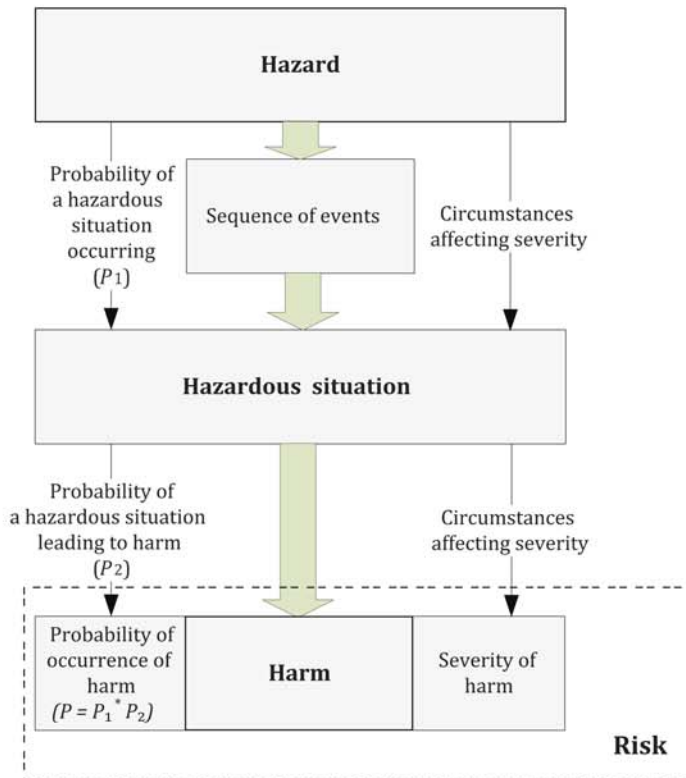 Hazard
Probability of
a hazardous
situation
occurring
(P1)
Sequence of events
Circumstances
affecting severity
Hazardous situation
Probability of
a hazardous situation
leading to harm
(P2)
Circumstances
affecting severity
Probability of
occurrence of
harm
(P = P₁* P₂)
Harm
Severity of
harm
Risk